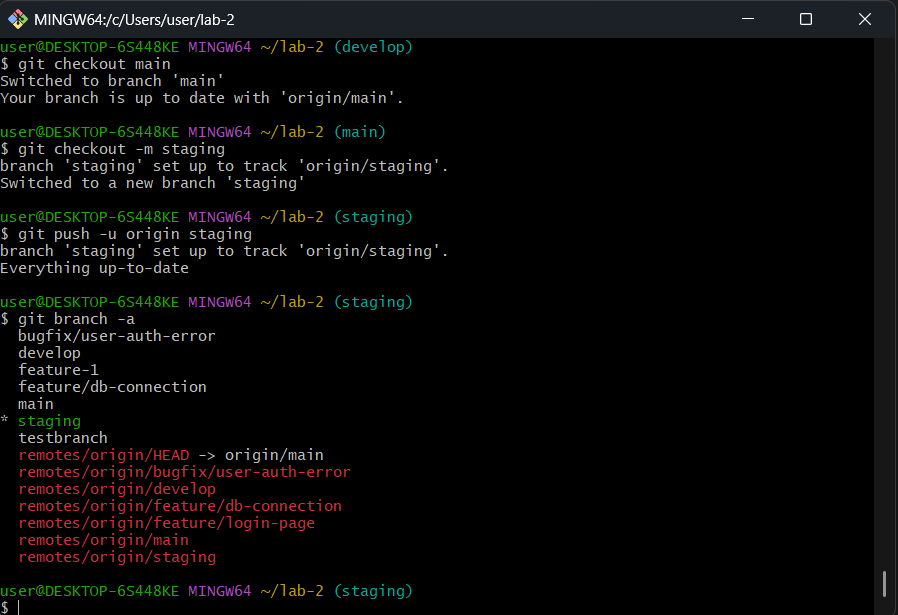 MINGW64:/c/Users/user/lab-2
user@DESKTOP-6S448KE MINGW64 ~/lab-2 (develop)
$ git checkout main
Switched to branch 'main'
Your branch is up to date with 'origin/main'.
user@DESKTOP-6S448KE MINGW64 ~/lab-2 (main)
$ git checkout -m staging
branch 'staging' set up to track 'origin/staging'.
Switched to a new branch 'staging'
user@DESKTOP-6S448KE MINGW64 ~/lab-2 (staging)
$ git push -u origin staging
branch 'staging' set up to track 'origin/staging'.
Everything up-to-date
user@DESKTOP-6S448KE MINGW64 ~/lab-2 (staging)
$ git branch -a
  bugfix/user-auth-error
  develop
  feature-1
  feature/db-connection
  main
* staging
  testbranch
  remotes/origin/HEAD -> origin/main
  remotes/origin/bugfix/user-auth-error
  remotes/origin/develop
  remotes/origin/feature/db-connection
  remotes/origin/feature/login-page
  remotes/origin/main
  remotes/origin/staging
user@DESKTOP-6S448KE MINGW64 ~/lab-2 (staging)
$